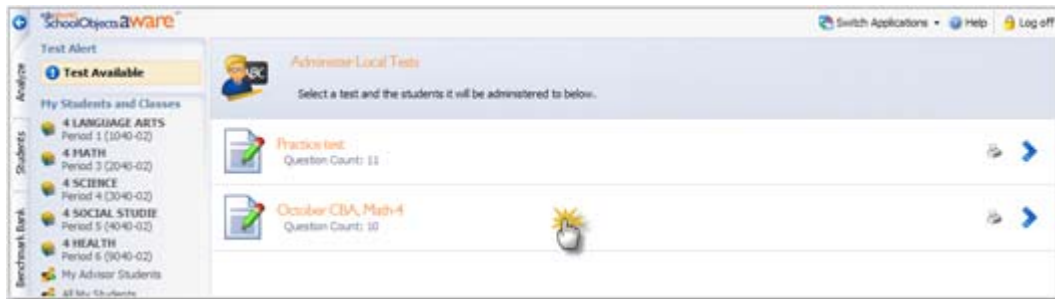 SchoolObjects:aware
Switch Applications
Help
Log off
Analyze
Students
Benchmark Bank
Test Alert
Test Available
My Students and Classes
4 LANGUAGE ARTS
Period 1 (1040-02)
4 MATH
Period 3 (2040-02)
4 SCIENCE
Period 4 (3040-02)
4 SOCIAL STUDIE
Period 5 (4040-02)
4 HEALTH
Period 6 (9040-02)
My Advisor Students
All My Students
ABC
Administer Local Tests
Select a test and the students it will be administered to below.
Practice test
Question Count: 11
October CBA, Math-4
Question Count: 10